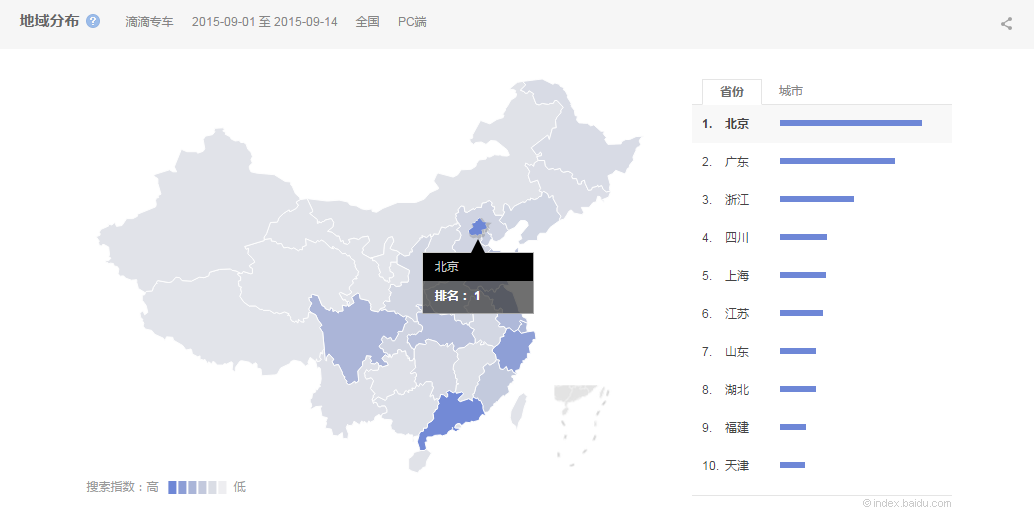 地域分布 ? 滴滴专车 2015-09-01 至 2015-09-14 全国 PC端
省份 城市
1. 北京
2. 广东
3. 浙江
4. 四川
5. 上海
6. 江苏
7. 山东
8. 湖北
9. 福建
10. 天津
北京
排名： 1
搜索指数：高 低
© index.baidu.com